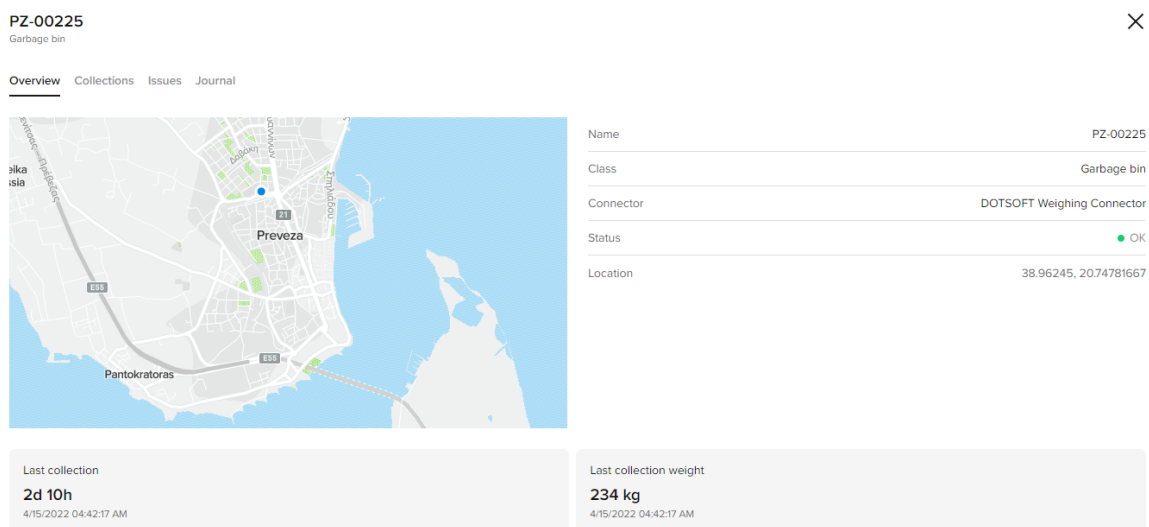 PZ-00225
Garbage bin
Overview Collections Issues Journal
Δαβάκη
Σπηλιάδου
21
Preveza
E55
E55
Pantokratoras
Name PZ-00225
Class Garbage bin
Connector DOTSOFT Weighing Connector
Status OK
Location 38.96245, 20.74781667
Last collection
2d 10h
4/15/2022 04:42:17 AM
Last collection weight
234 kg
4/15/2022 04:42:17 AM